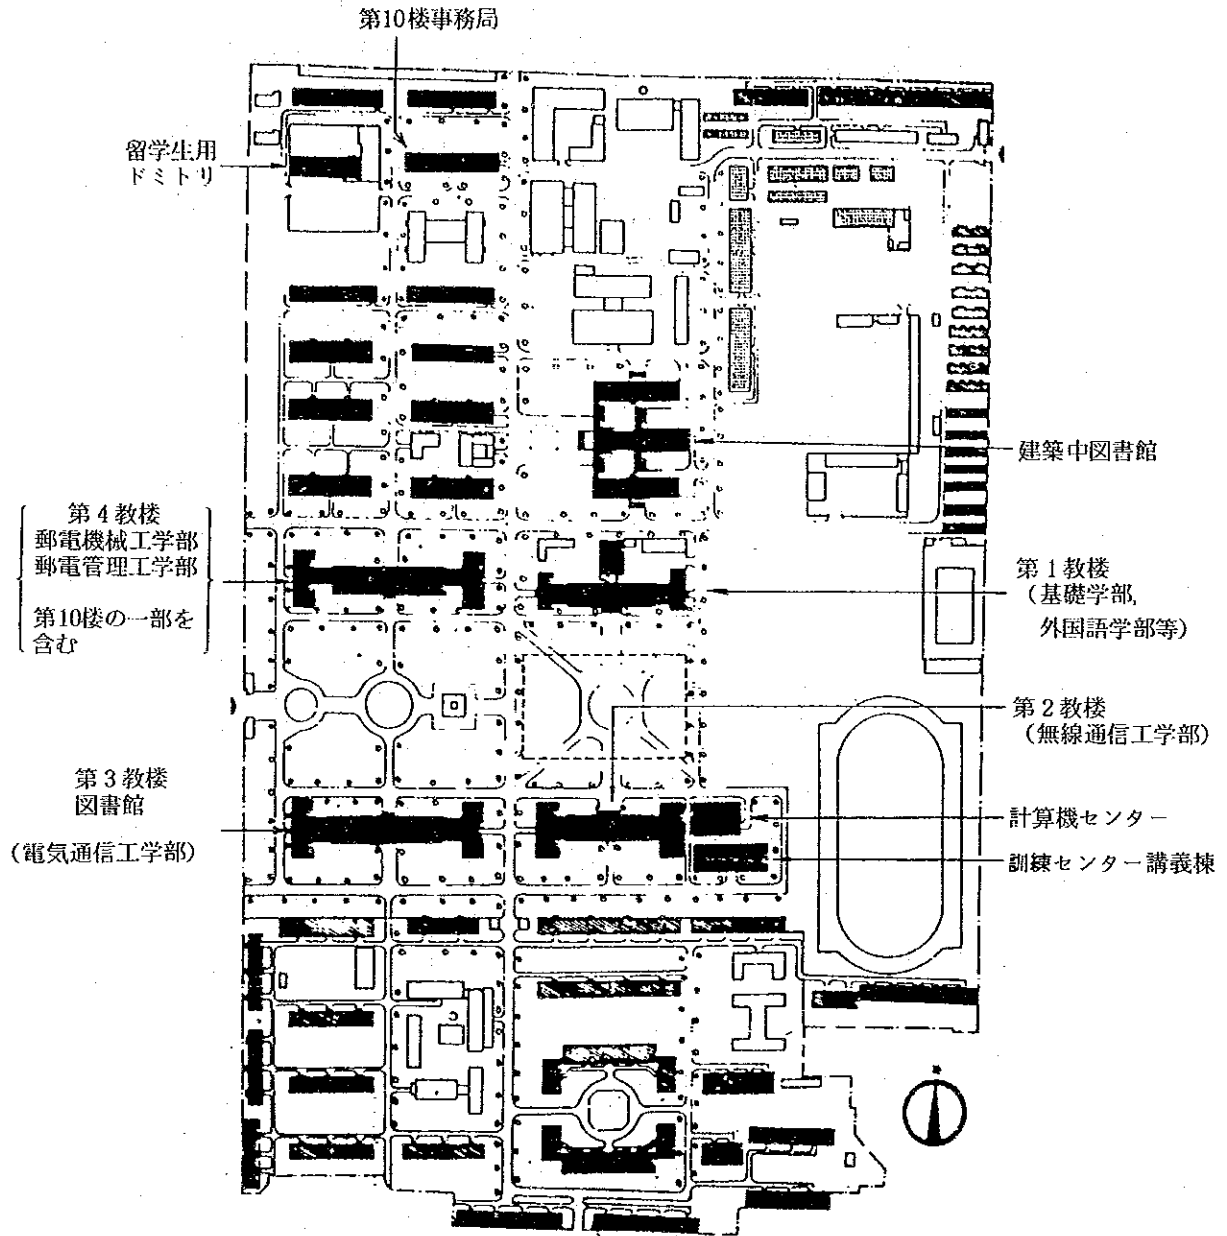 第10楼事務局
留学生用
ドミトリ
建築中図書館
第4教楼
郵電機械工学部
郵電管理工学部
第10楼の一部を
含む
第1教楼
(基礎学部,
外国語学部等)
第2教楼
(無線通信工学部)
第3教楼
図書館
(電気通信工学部)
計算機センター
訓練センター講義棟